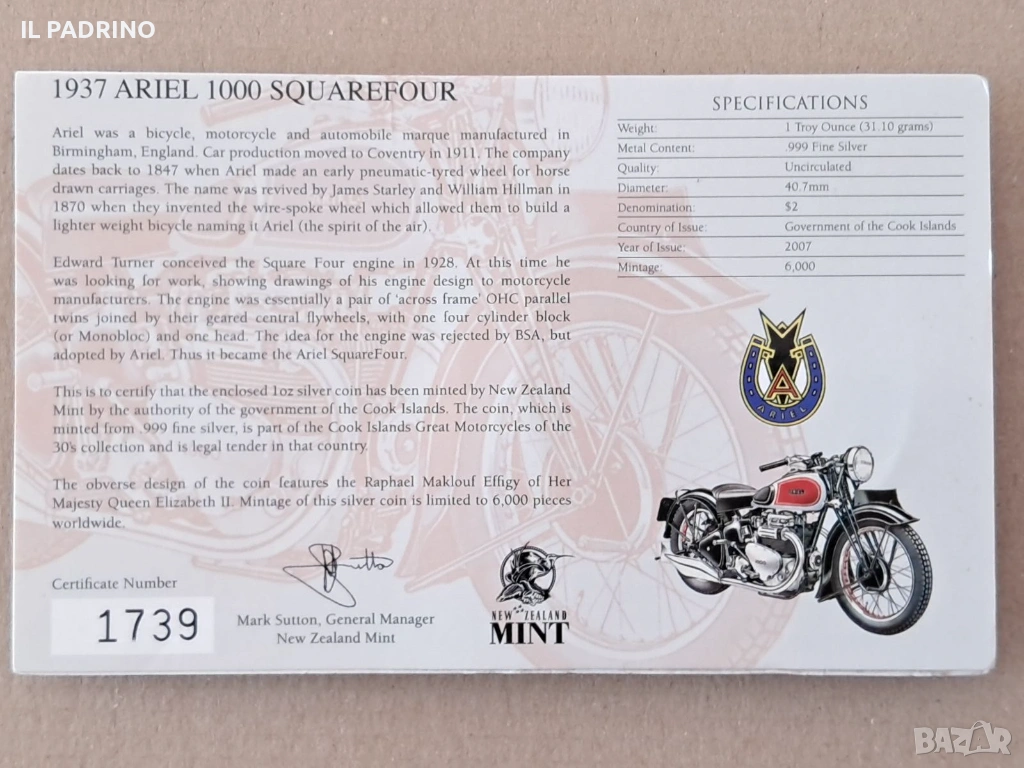 IL PADRINO
1937 ARIEL 1000 SQUAREFOUR
Ariel was a bicycle, motorcycle and automobile marque manufactured in
Birmingham, England. Car production moved to Coventry in 1911. The company
dates back to 1847 when Ariel made an early pneumatic-tyred wheel for horse
drawn carriages. The name was revived by James Starley and William Hillman in
1870 when they invented the wire-spoke wheel which allowed them to build a
lighter weight bicycle naming it Ariel (the spirit of the air).
Edward Turner conceived the Square Four engine in 1928. At this time he
was looking for work, showing drawings of his engine design to motorcycle
manufacturers. The engine was essentially a pair of 'across frame' OHC parallel
twins joined by their geared central flywheels, with one four cylinder block
(or Monobloc) and one head. The idea for the engine was rejected by BSA, but
adopted by Ariel. Thus it became the Ariel SquareFour.
This is to certify that the enclosed 1oz silver coin has been minted by New Zealand
Mint by the authority of the government of the Cook Islands. The coin, which is
minted from .999 fine silver, is part of the Cook Islands Great Motorcycles of the
30's collection and is legal tender in that country.
The obverse design of the coin features the Raphael Maklouf Effigy of Her
Majesty Queen Elizabeth II. Mintage of this silver coin is limited to 6,000 pieces
worldwide.
Certificate Number
1739
Mark Sutton, General Manager
New Zealand Mint
NEW ZEALAND
MINT
SPECIFICATIONS
Weight: 1 Troy Ounce (31.10 grams)
Metal Content: .999 Fine Silver
Quality: Uncirculated
Diameter: 40.7mm
Denomination: $2
Country of Issue: Government of the Cook Islands
Year of Issue: 2007
Mintage: 6,000
A
ARIEL
BAZAR